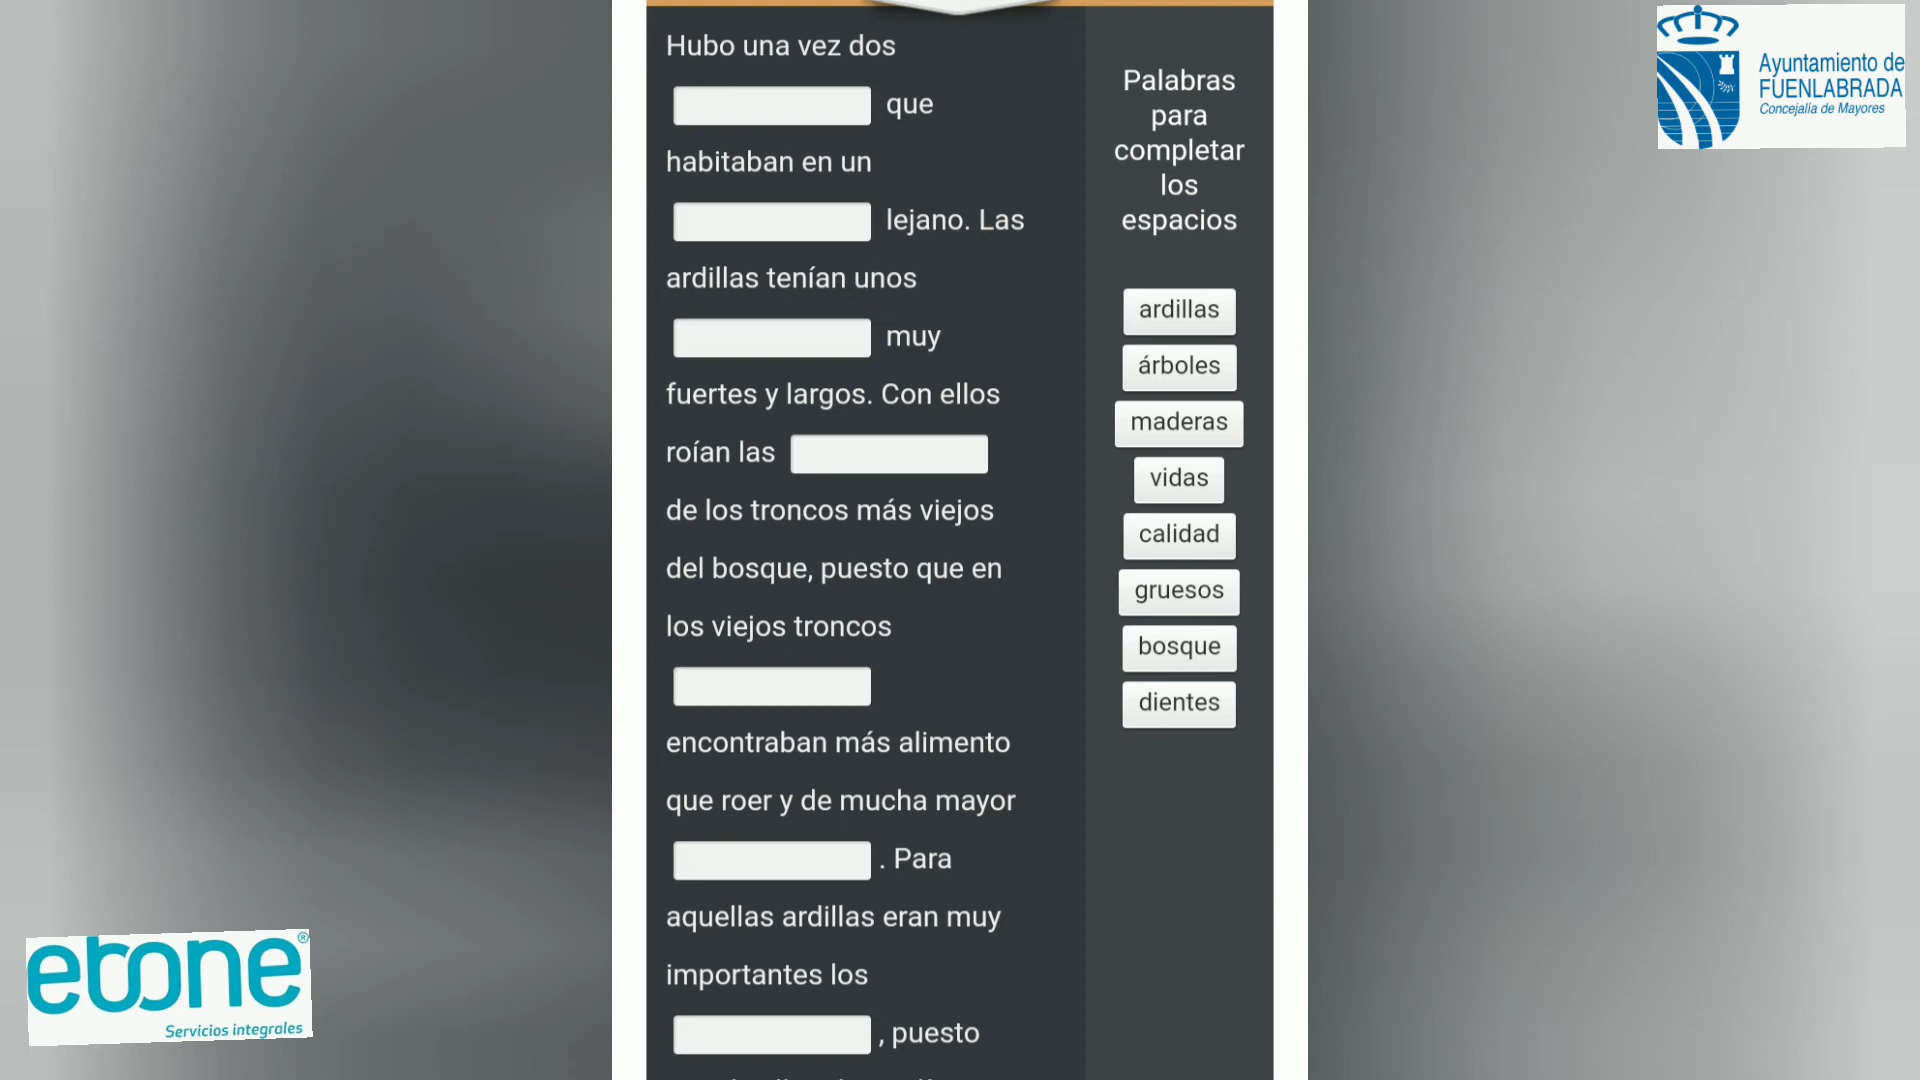 Hubo una vez dos
que
habitaban en un
lejano. Las
ardillas tenían unos
muy
fuertes y largos. Con ellos
roían las
de los troncos más viejos
del bosque, puesto que en
los viejos troncos
encontraban más alimento
que roer y de mucha mayor
. Para
aquellas ardillas eran muy
importantes los
, puesto
Palabras
para
completar
los
espacios
ardillas
árboles
maderas
vidas
calidad
gruesos
bosque
dientes
Ayuntamiento de
FUENLABRADA
Concejalía de Mayores
ebone®
Servicios integrales